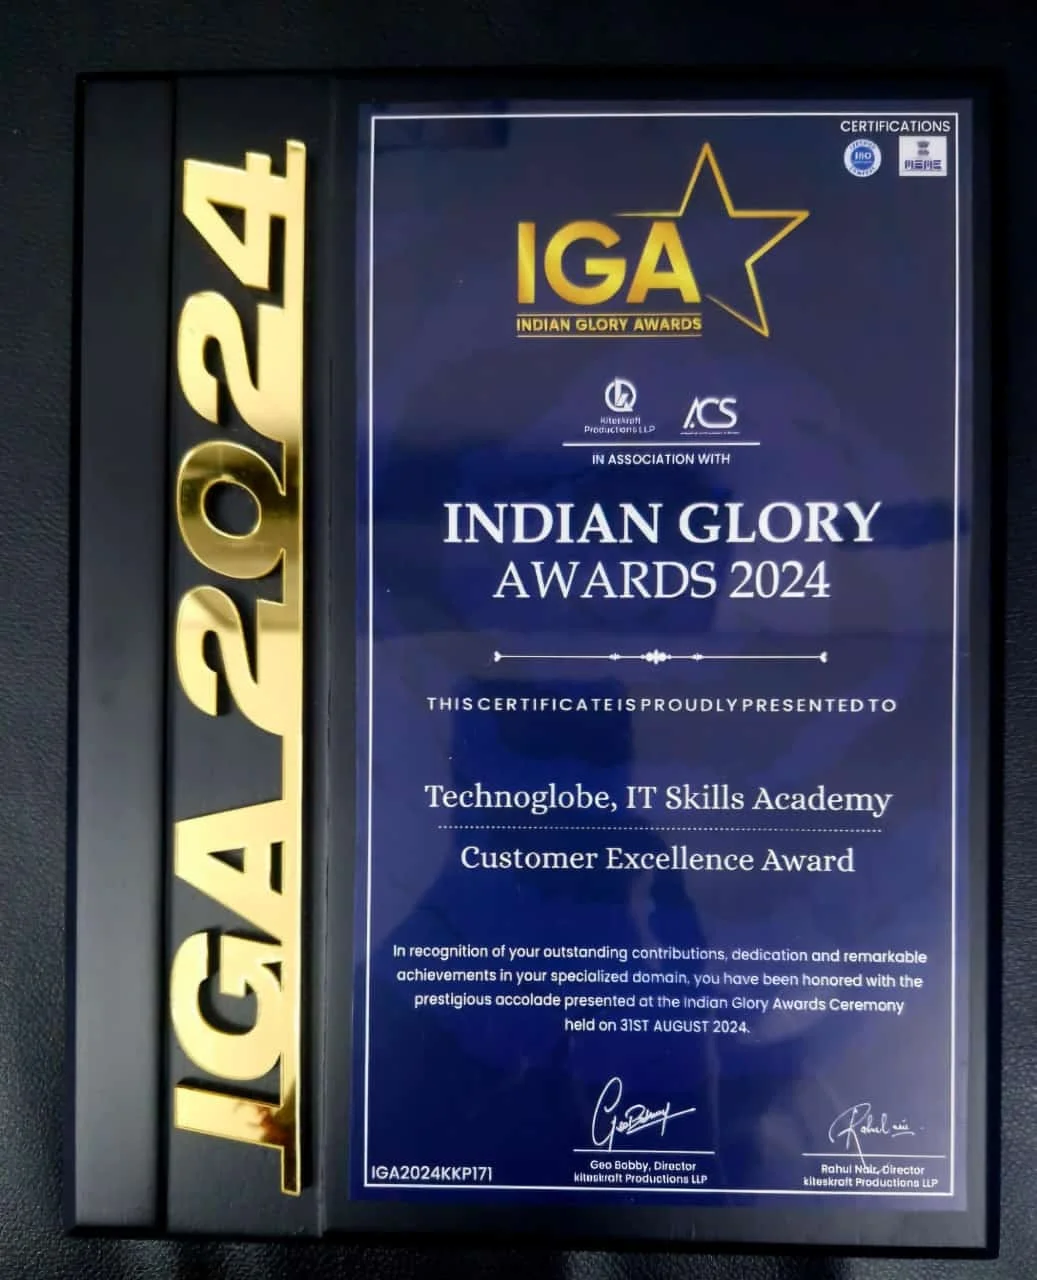 IGA 2024
CERTIFICATIONS
ISO
MSME
IGA
INDIAN GLORY AWARDS
Kiteskraft
Productions LLP
ACS
IN ASSOCIATION WITH
INDIAN GLORY
AWARDS 2024
THIS CERTIFICATE IS PROUDLY PRESENTED TO
Technoglobe, IT Skills Academy
Customer Excellence Award
In recognition of your outstanding contributions, dedication and remarkable
achievements in your specialized domain, you have been honored with the
prestigious accolade presented at the Indian Glory Awards Ceremony
held on 31ST AUGUST 2024.
Geo Bobby, Director
kiteskraft Productions LLP
Rahul Nair, Director
kiteskraft Productions LLP
IGA2024KKP171